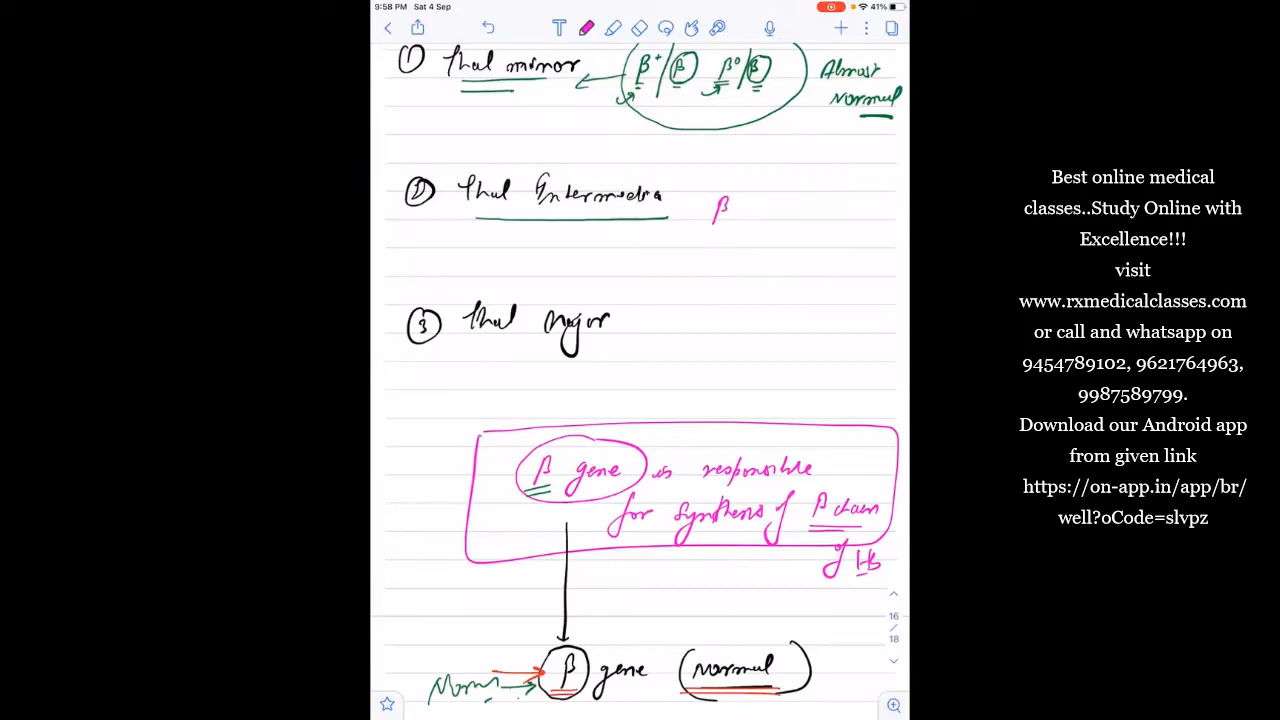 9:58 PM Sat 4 Sep
41%
① Thal minor β⁺/β β⁰/β Almost
Normal
② Thal Intermedia β
③ Thal Major
β gene is responsible
for synthesis of β chain
of Hb
16
/
18
β gene (Normal)
Best online medical
classes..Study Online with
Excellence!!!
visit
www.rxmedicalclasses.com
or call and whatsapp on
9454789102, 9621764963,
9987589799.
Download our Android app
from given link
https://on-app.in/app/br/
well?oCode=slvpz